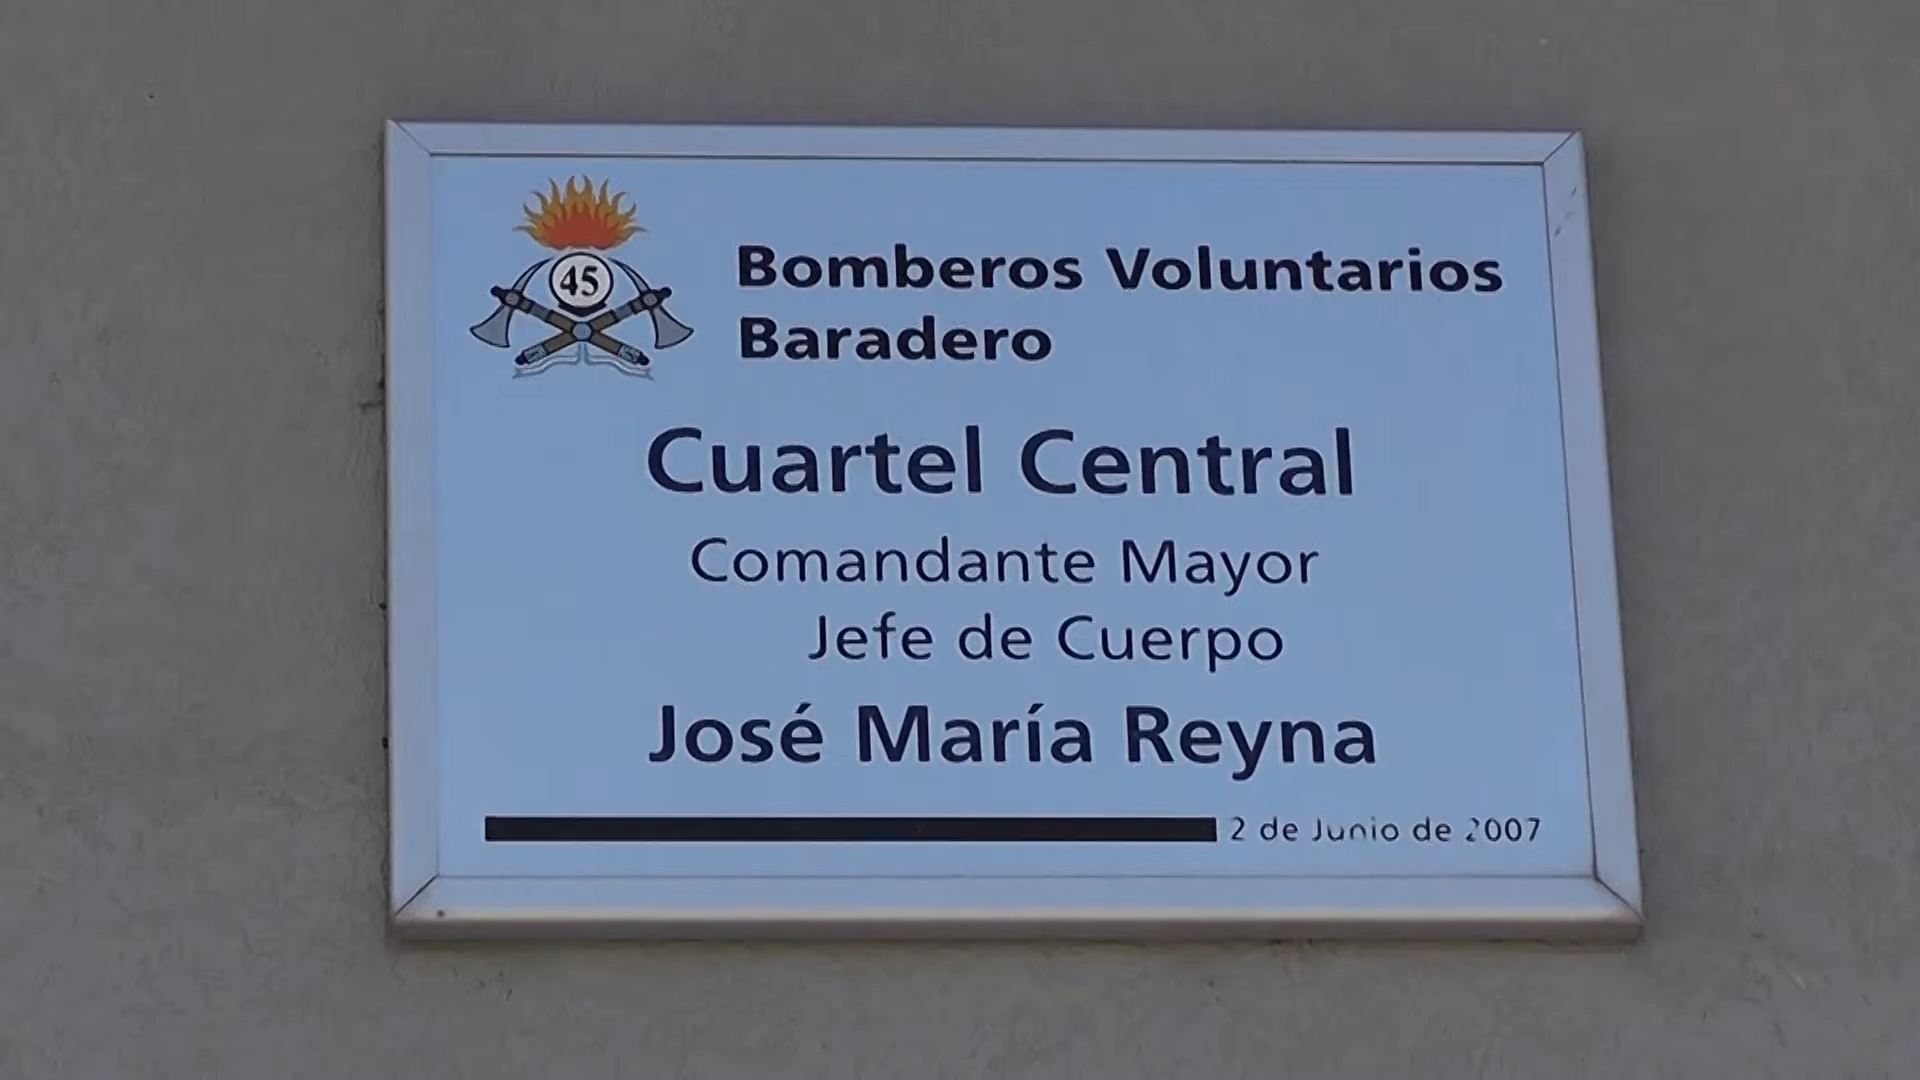 45
Bomberos Voluntarios
Baradero
Cuartel Central
Comandante Mayor
Jefe de Cuerpo
José María Reyna
2 de Junio de 2007